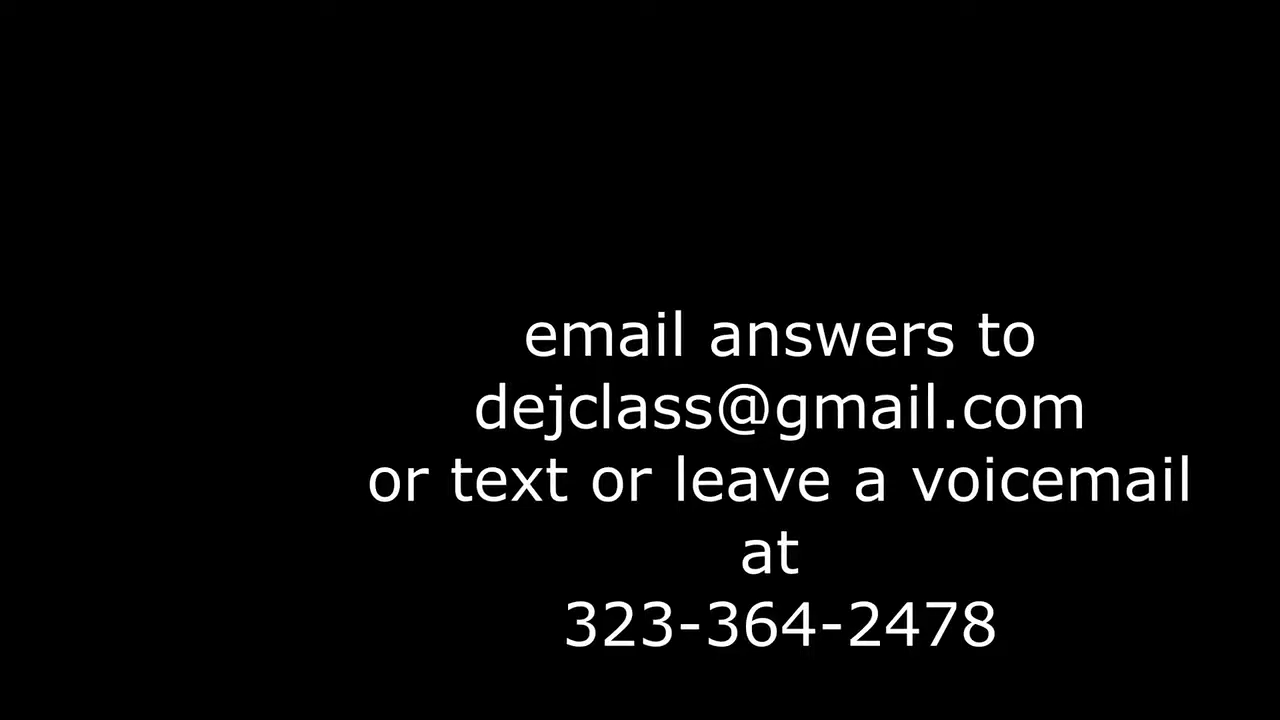 email answers to
dejclass@gmail.com
or text or leave a voicemail
at
323-364-2478